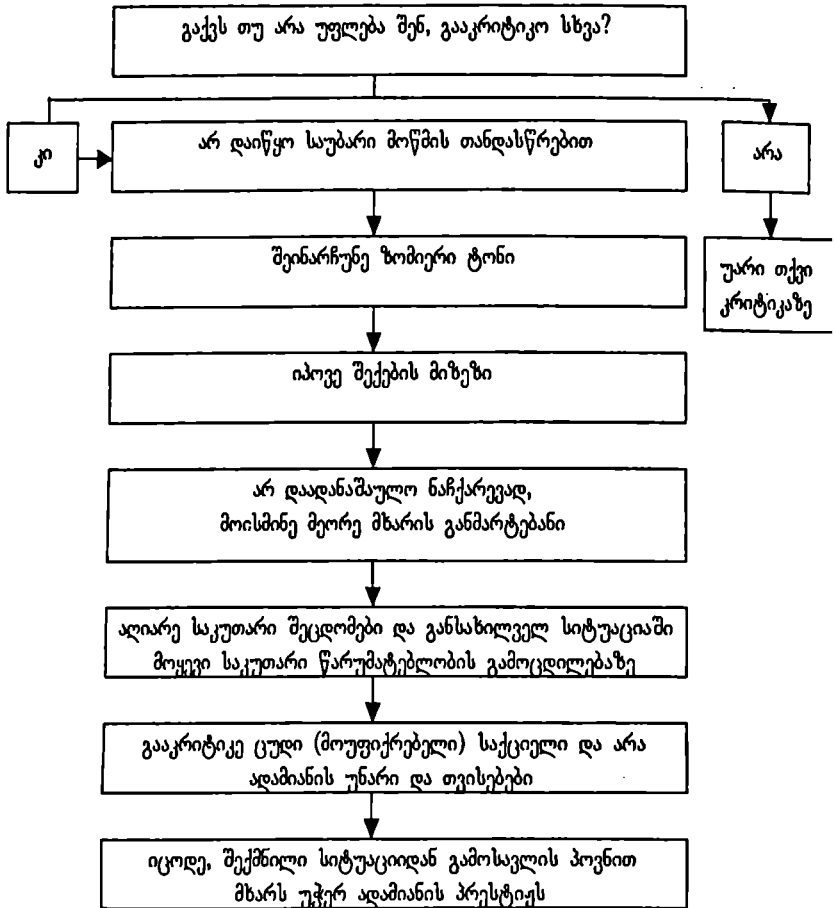 გაქვს თუ არა უფლება შენ, გააკრიტიკო სხვა?
კი
არ დაიწყო საუბარი მოწმის თანდასწრებით
არა
შეინარჩუნე ზომიერი ტონი
უარი თქვი
კრიტიკაზე
იპოვე შექების მიზეზი
არ დაადანაშაულო ნაჩქარევად,
მოისმინე მეორე მხარის განმარტებანი
აღიარე საკუთარი შეცდომები და განსახილველ სიტუაციაში
მოყევი საკუთარი წარუმატებლობის გამოცდილებაზე
გააკრიტიკე ცუდი (მოუფიქრებელი) საქციელი და არა
ადამიანის უნარი და თვისებები
იცოდე, შექმნილი სიტუაციიდან გამოსავლის პოვნით
მხარს უჭერ ადამიანის პრესტიჟს